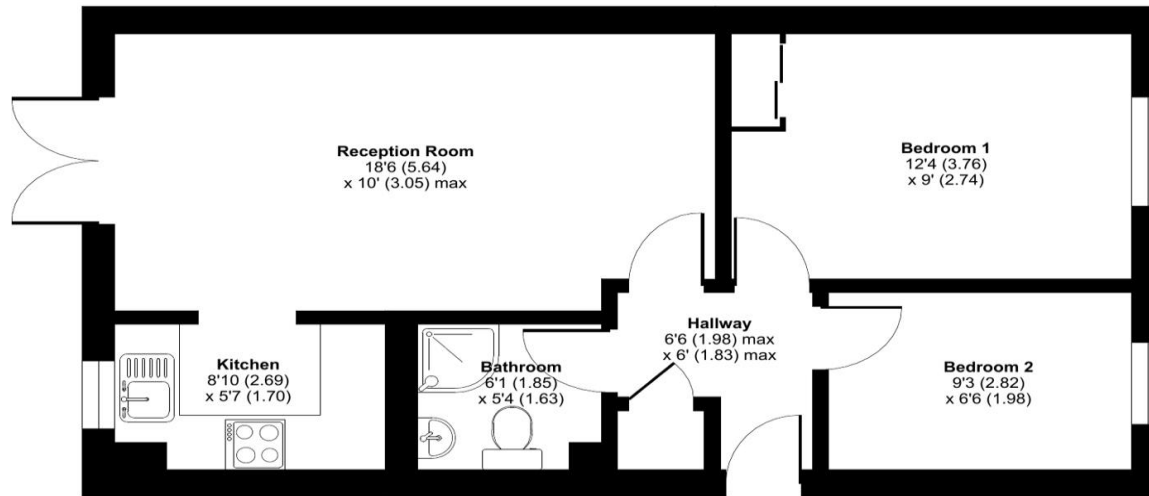 Reception Room
18'6 (5.64)
x 10' (3.05) max
Bedroom 1
12'4 (3.76)
x 9' (2.74)
Kitchen
8'10 (2.69)
x 5'7 (1.70)
Bathroom
6'1 (1.85)
x 5'4 (1.63)
Hallway
6'6 (1.98) max
x 6' (1.83) max
Bedroom 2
9'3 (2.82)
x 6'6 (1.98)